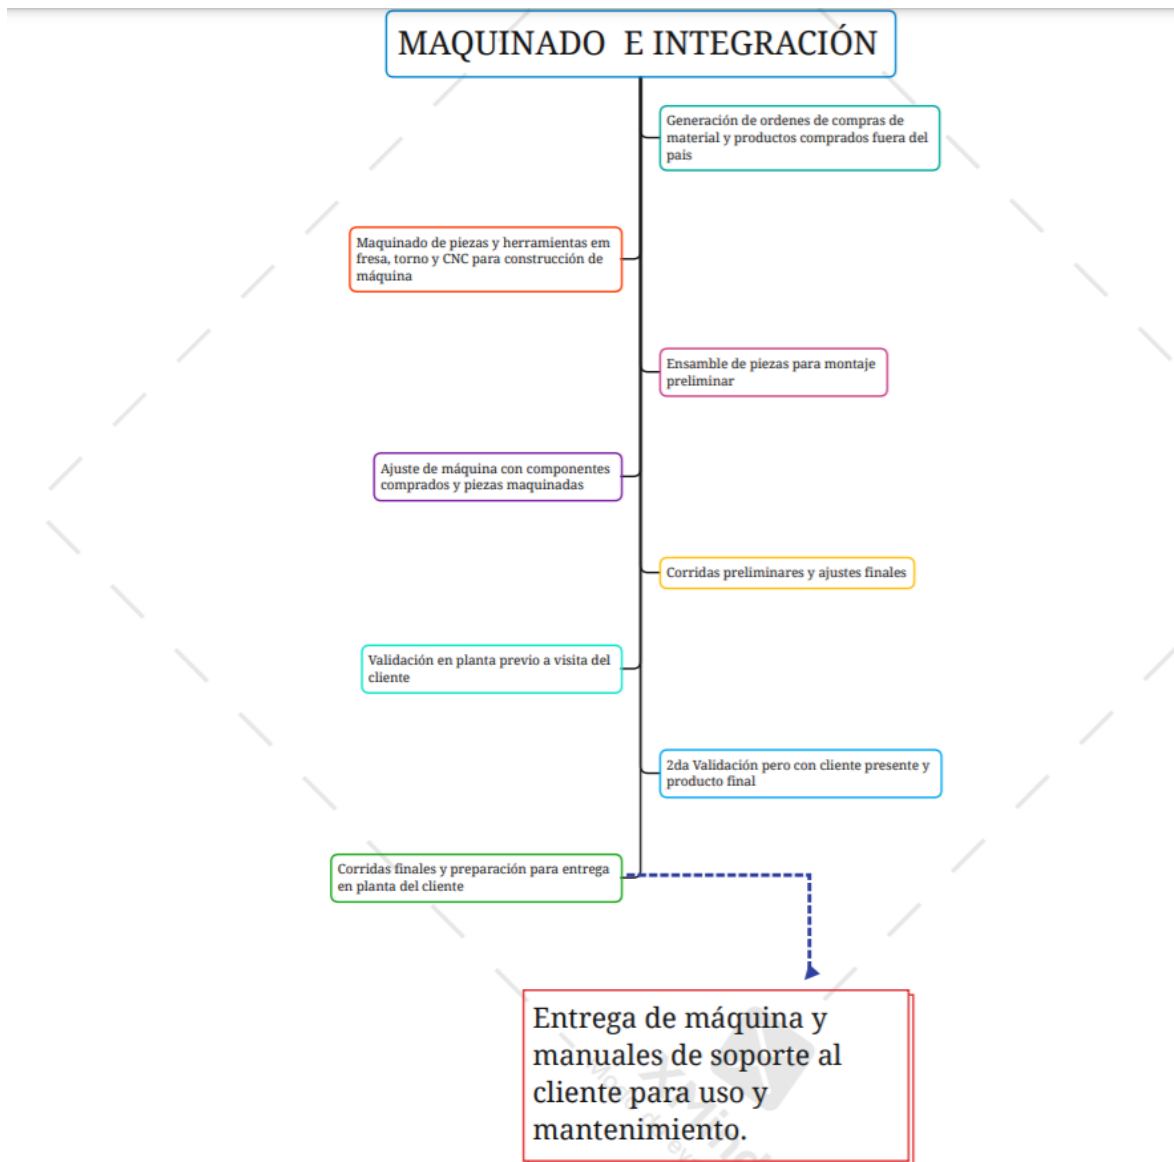 MAQUINADO E INTEGRACIÓN
Generación de ordenes de compras de
material y productos comprados fuera del
pais
Maquinado de piezas y herramientas em
fresa, torno y CNC para construcción de
máquina
Ensamble de piezas para montaje
preliminar
Ajuste de máquina con componentes
comprados y piezas maquinadas
Corridas preliminares y ajustes finales
Validación en planta previo a visita del
cliente
2da Validación pero con cliente presente y
producto final
Corridas finales y preparación para entrega
en planta del cliente
Entrega de máquina y
manuales de soporte al
cliente para uso y
mantenimiento.
XMind